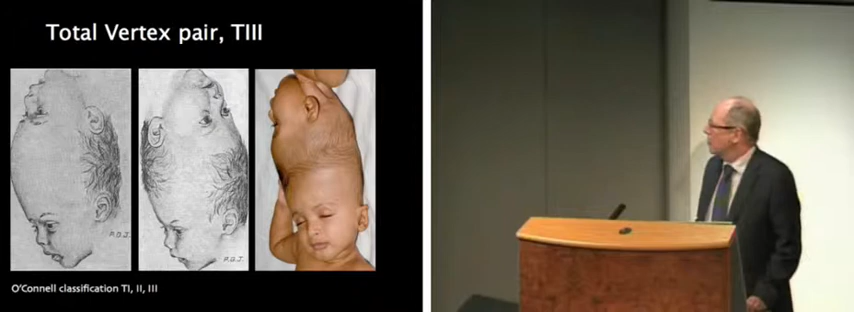 Total Vertex pair, TIII
P.D.J.
P.D.J.
O'Connell classification TI, II, III